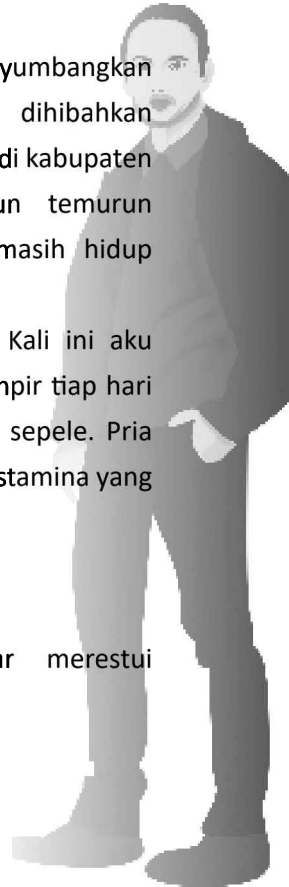 yumbangkan
dihibahkan
di kabupaten
un temurun
masih hidup
Kali ini aku
mpir tiap hari
sepele. Pria
stamina yang
ar merestui